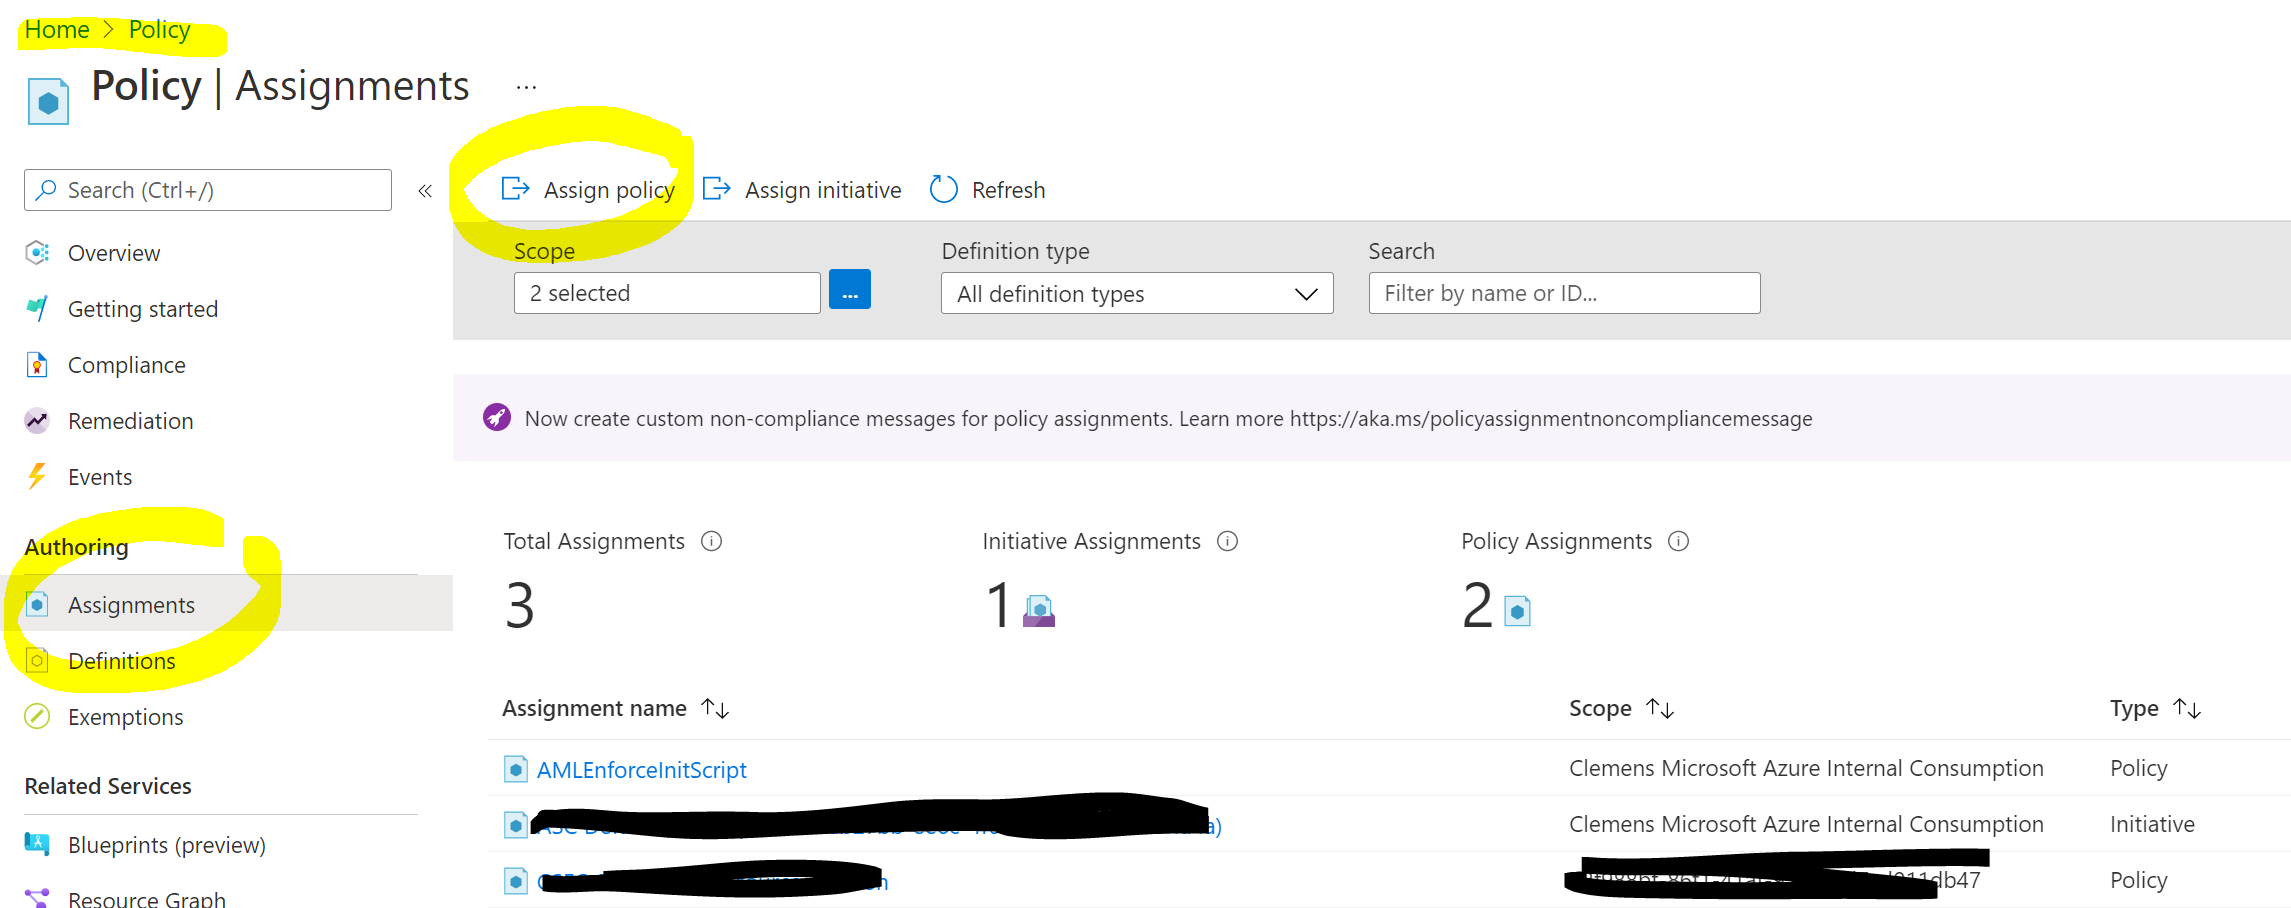 Home > Policy
Policy | Assignments ...
Search (Ctrl+/) «
Overview
Getting started
Compliance
Remediation
Events
Authoring
Assignments
Definitions
Exemptions
Related Services
Blueprints (preview)
Resource Graph
Assign policy Assign initiative Refresh
Scope Definition type Search
2 selected ... All definition types Filter by name or ID...
Now create custom non-compliance messages for policy assignments. Learn more https://aka.ms/policyassignmentnoncompliancemessage
Total Assignments Initiative Assignments Policy Assignments
3 1 2
Assignment name Scope Type
AMLEnforceInitScript Clemens Microsoft Azure Internal Consumption Policy
Clemens Microsoft Azure Internal Consumption Initiative
Policy